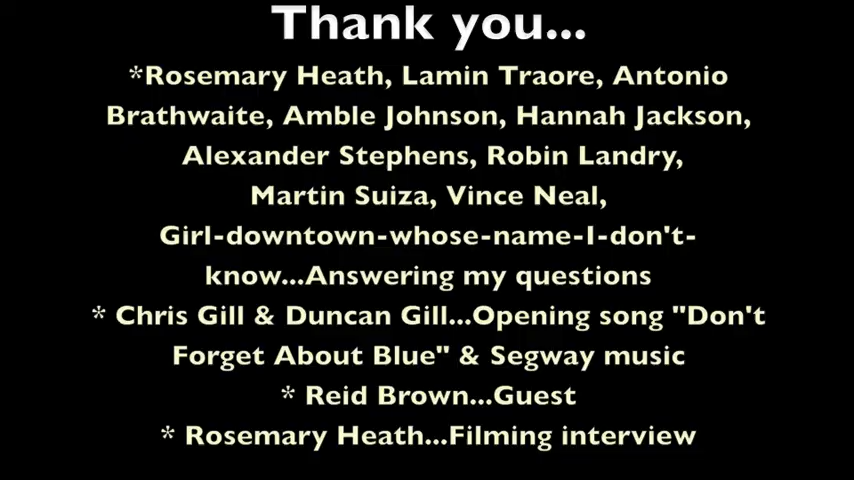 Thank you...
*Rosemary Heath, Lamin Traore, Antonio
Brathwaite, Amble Johnson, Hannah Jackson,
Alexander Stephens, Robin Landry,
Martin Suiza, Vince Neal,
Girl-downtown-whose-name-I-don't-
know...Answering my questions
* Chris Gill & Duncan Gill...Opening song "Don't
Forget About Blue" & Segway music
* Reid Brown...Guest
* Rosemary Heath...Filming interview